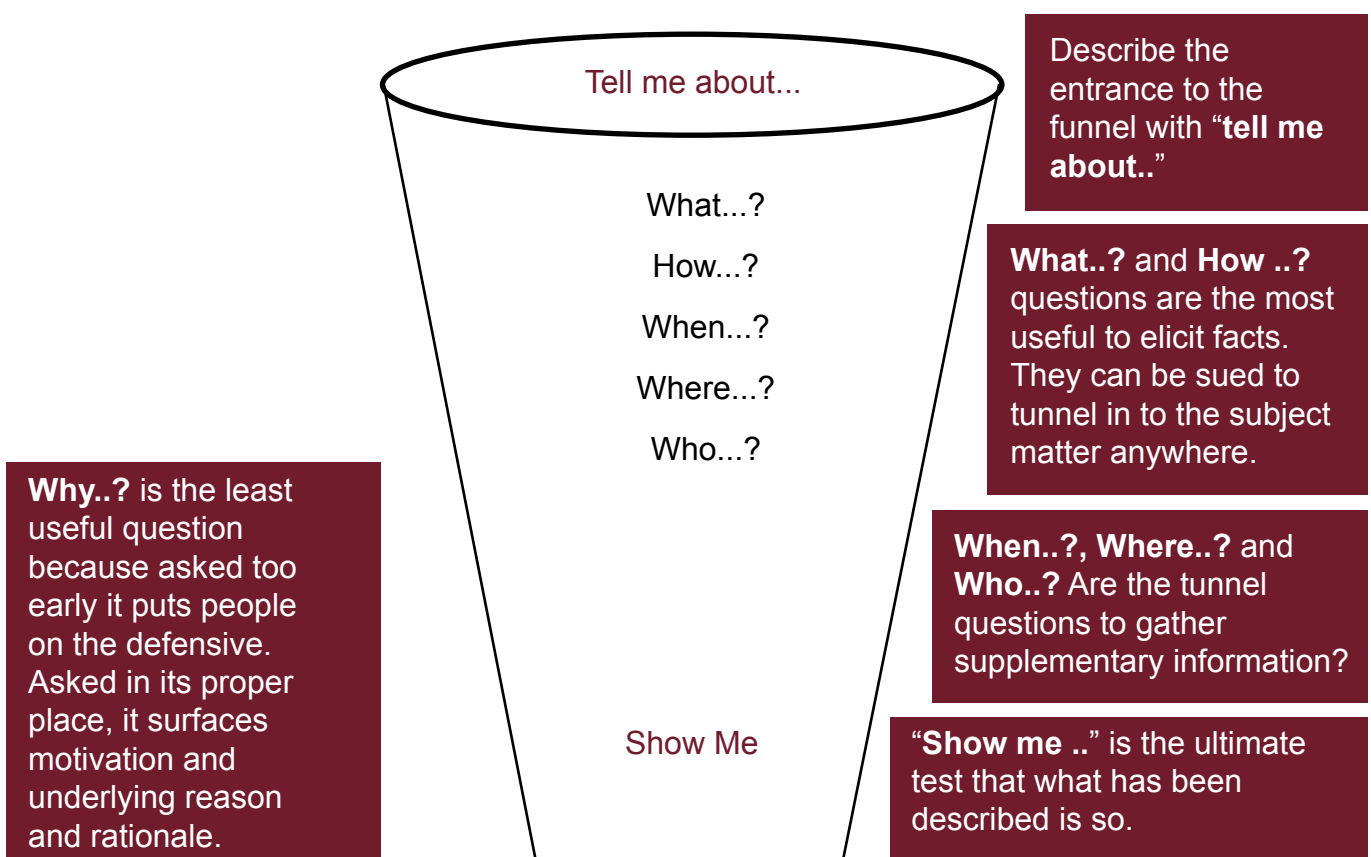 Tell me about...
What...?
How...?
When...?
Where...?
Who...?
Show Me
Describe the
entrance to the
funnel with “tell me
about..”
What..? and How ..?
questions are the most
useful to elicit facts.
They can be sued to
tunnel in to the subject
matter anywhere.
When..?, Where..? and
Who..? Are the tunnel
questions to gather
supplementary information?
“Show me ..” is the ultimate
test that what has been
described is so.
Why..? is the least
useful question
because asked too
early it puts people
on the defensive.
Asked in its proper
place, it surfaces
motivation and
underlying reason
and rationale.